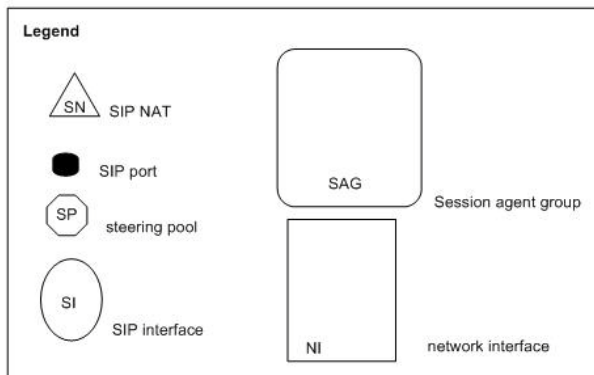 Legend
SN
SIP NAT
SIP port
SP
steering pool
SI
SIP interface
SAG
Session agent group
NI
network interface